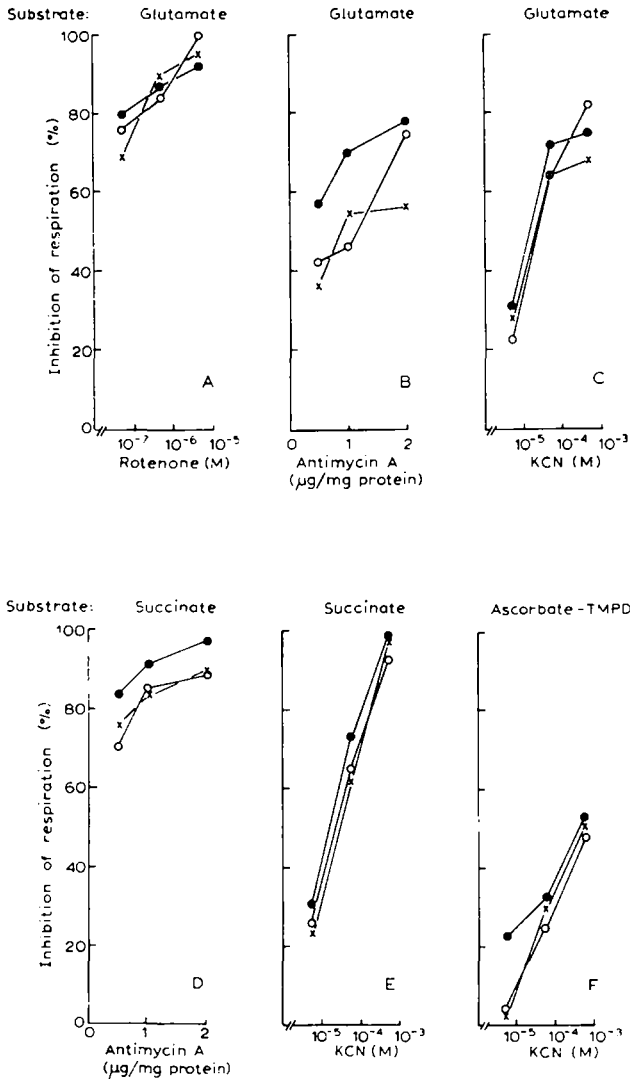 Substrate: Glutamate Glutamate Glutamate
Inhibition of respiration (%)
100
80
60
40
20
0
A B C
10⁻⁷ 10⁻⁶ 10⁻⁵
Rotenone (M)
0 1 2
Antimycin A
(μg/mg protein)
10⁻⁵ 10⁻⁴ 10⁻³
KCN (M)
Substrate: Succinate Succinate Ascorbate-TMPD
Inhibition of respiration (%)
100
80
60
40
20
0
D E F
0 1 2
Antimycin A
(μg/mg protein)
10⁻⁵ 10⁻⁴ 10⁻³
KCN (M)
10⁻⁵ 10⁻⁴ 10⁻³
KCN (M)